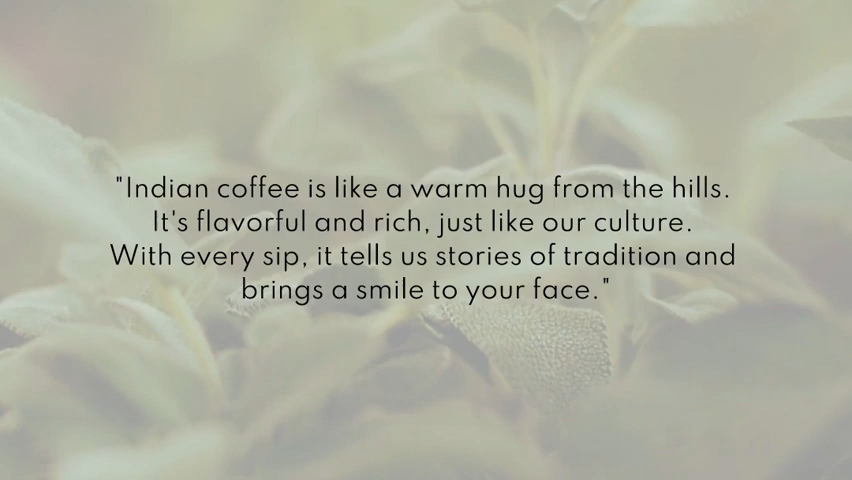 "Indian coffee is like a warm hug from the hills.
It's flavorful and rich, just like our culture.
With every sip, it tells us stories of tradition and
brings a smile to your face."